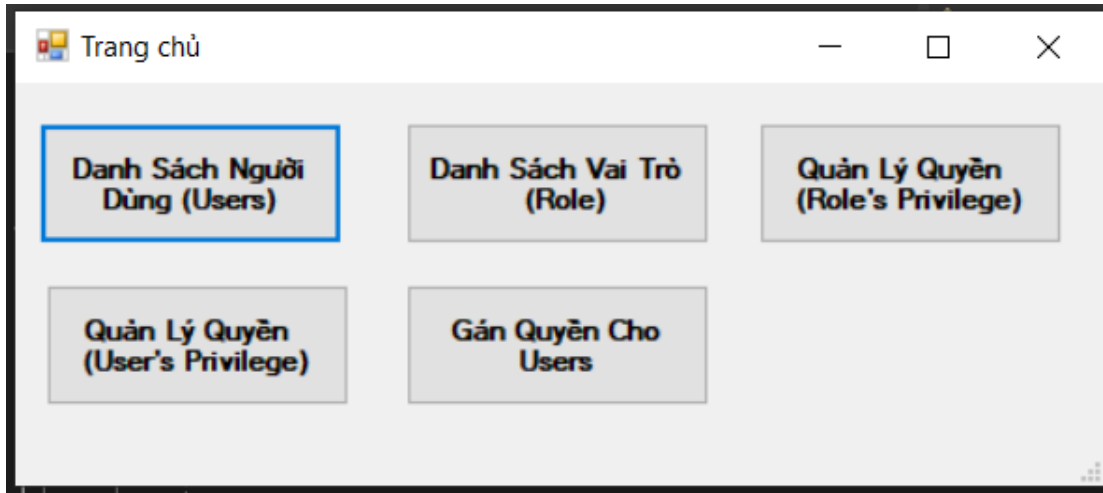 Trang chủ
Danh Sách Người
Dùng (Users)
Danh Sách Vai Trò
(Role)
Quản Lý Quyền
(Role's Privilege)
Quản Lý Quyền
(User's Privilege)
Gán Quyền Cho
Users